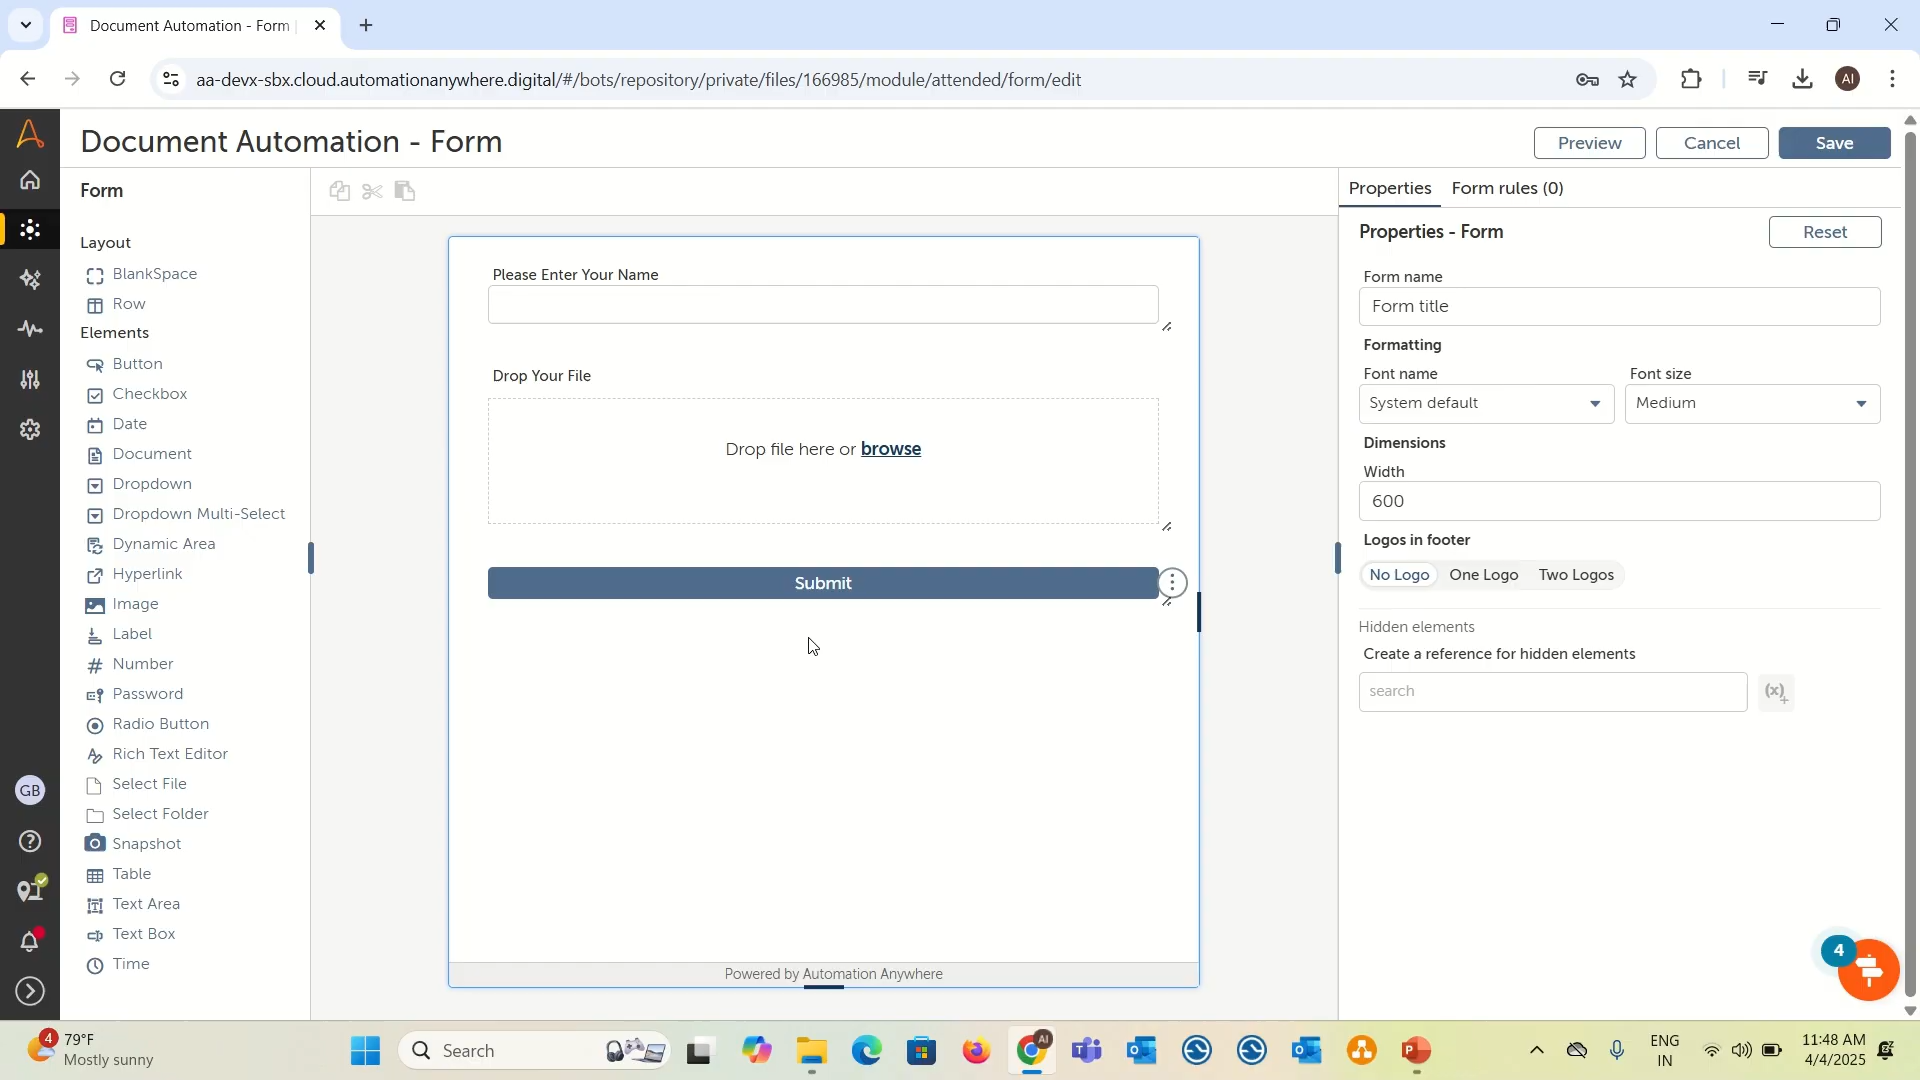 Document Automation - Form
aa-devx-sbx.cloud.automationanywhere.digital/#/bots/repository/private/files/166985/module/attended/form/edit
AI
Document Automation - Form
Preview
Cancel
Save
Form
Layout
BlankSpace
Row
Elements
Button
Checkbox
Date
Document
Dropdown
Dropdown Multi-Select
Dynamic Area
Hyperlink
Image
Label
Number
Password
Radio Button
Rich Text Editor
Select File
Select Folder
Snapshot
Table
Text Area
Text Box
Time
GB
Please Enter Your Name
Drop Your File
Drop file here or browse
Submit
Powered by Automation Anywhere
Properties
Form rules (0)
Properties - Form
Reset
Form name
Form title
Formatting
Font name
Font size
System default
Medium
Dimensions
Width
600
Logos in footer
No Logo
One Logo
Two Logos
Hidden elements
Create a reference for hidden elements
search
(x)+
4
4
79°F
Mostly sunny
Search
AI
ENG
IN
11:48 AM
4/4/2025